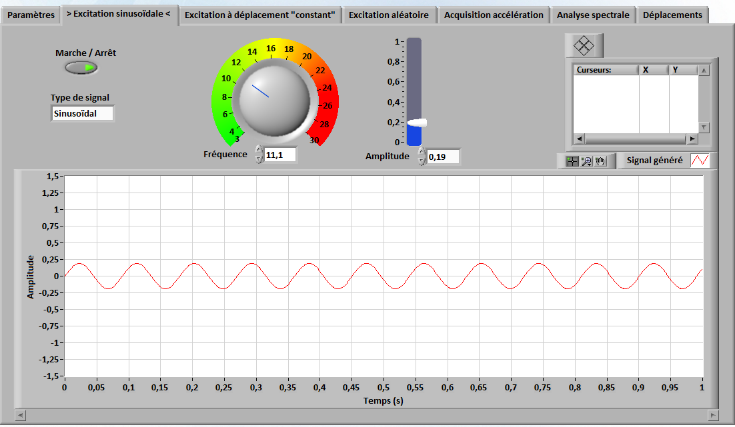 Paramètres
> Excitation sinusoïdale <
Excitation à déplacement "constant"
Excitation aléatoire
Acquisition accélération
Analyse spectrale
Déplacements
Marche / Arrêt
Type de signal
Sinusoïdal
3 4 6 8 10 12 14 16 18 20 22 24 26 28 30
Fréquence 11,1
1
0,8
0,6
0,4
0,2
0
Amplitude 0,19
Curseurs: X Y
Signal généré
Amplitude
1,5
1,25
1
0,75
0,5
0,25
0
-0,25
-0,5
-0,75
-1
-1,25
-1,5
0 0,05 0,1 0,15 0,2 0,25 0,3 0,35 0,4 0,45 0,5 0,55 0,6 0,65 0,7 0,75 0,8 0,85 0,9 0,95 1
Temps (s)